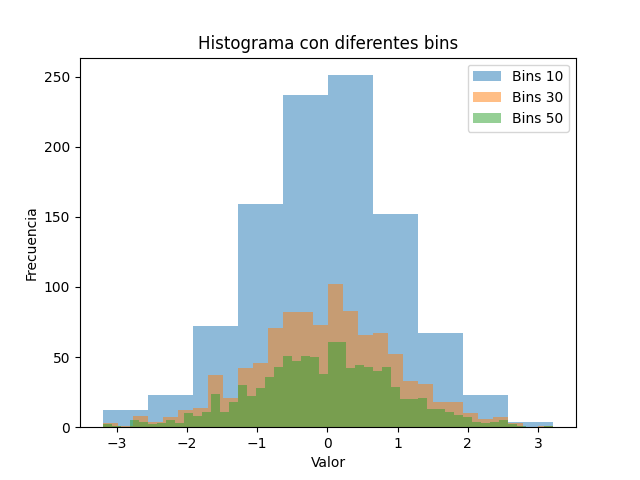 Histograma con diferentes bins
Bins 10
Bins 30
Bins 50
Frecuencia
250
200
150
100
50
0
−3
−2
−1
0
1
2
3
Valor